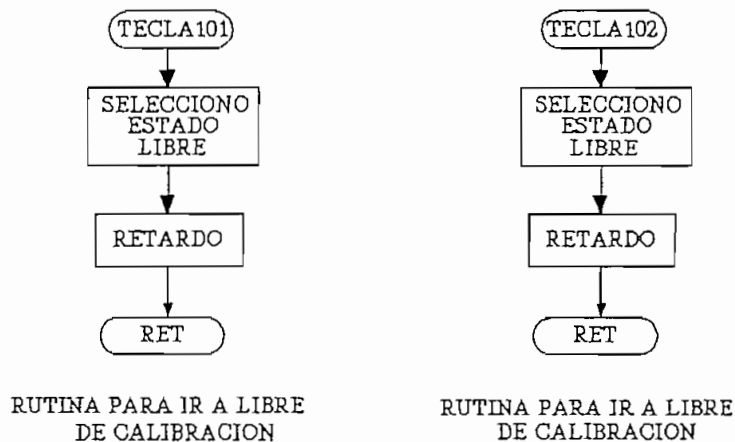 TECLA101
SELECCIONO
ESTADO
LIBRE
RETARDO
RET
RUTINA PARA IR A LIBRE
DE CALIBRACION
TECLA102
SELECCIONO
ESTADO
LIBRE
RETARDO
RET
RUTINA PARA IR A LIBRE
DE CALIBRACION